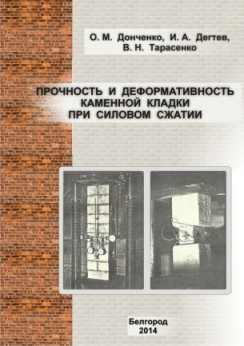 О. М. Донченко, И. А. Дегтев,
В. Н. Тарасенко
ПРОЧНОСТЬ И ДЕФОРМАТИВНОСТЬ
КАМЕННОЙ КЛАДКИ
ПРИ СИЛОВОМ СЖАТИИ
Белгород
2014